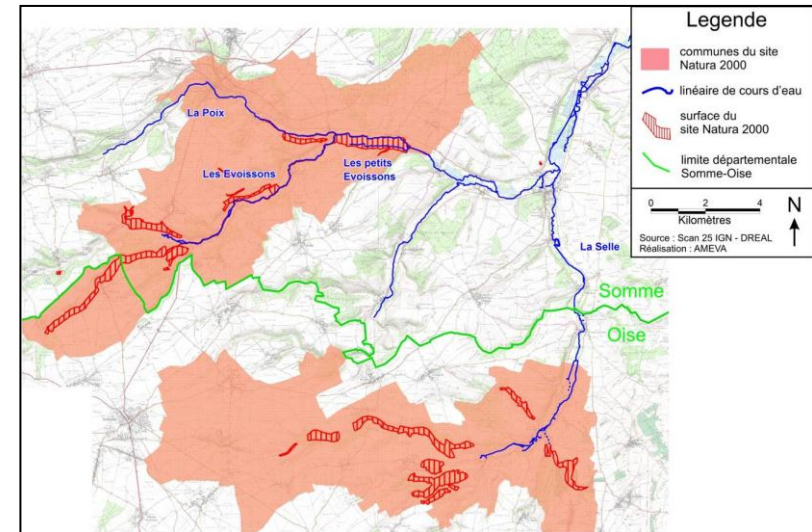 Legende
communes du site
Natura 2000
linéaire de cours d'eau
surface du
site Natura 2000
limite départementale
Somme-Oise
0 2 4
Kilomètres
N
Source : Scan 25 IGN - DREAL
Réalisation : AMEVA
La Poix
Les Evoissons
Les petits
Evoissons
La Selle
Somme
Oise